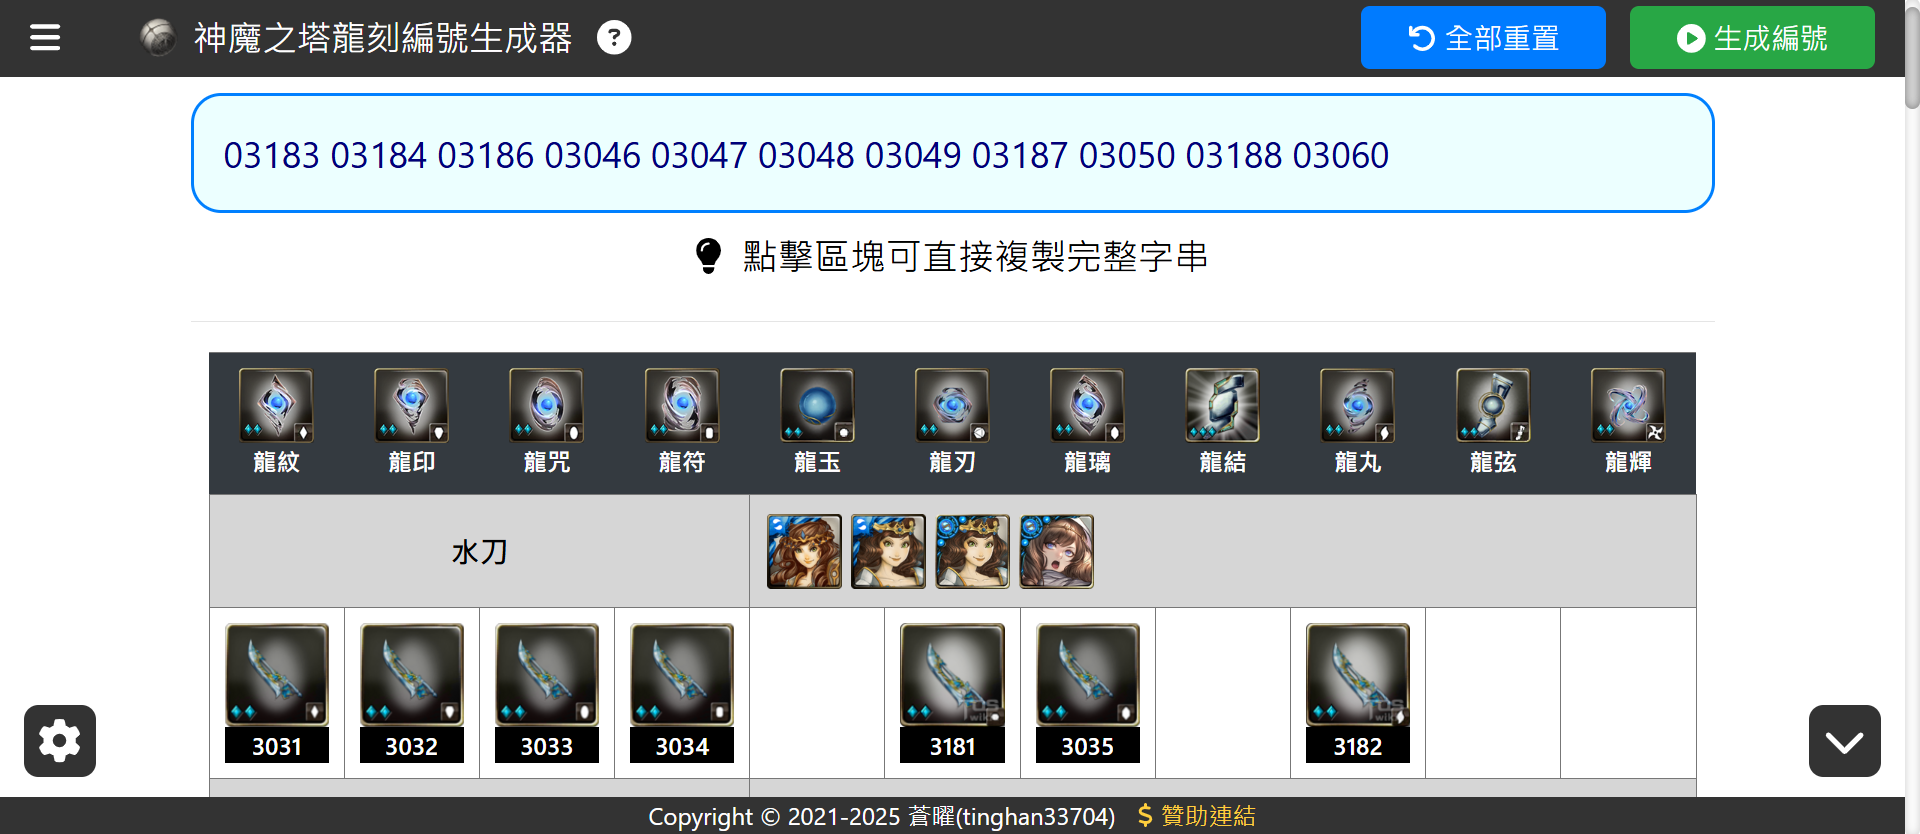 神魔之塔龍刻編號生成器 ?
全部重置
生成編號
03183 03184 03186 03046 03047 03048 03049 03187 03050 03188 03060
點擊區塊可直接複製完整字串
龍紋 龍印 龍咒 龍符 龍玉 龍刃 龍璃 龍結 龍丸 龍弦 龍輝
水刀
3031 3032 3033 3034 3181 3035 3182
Copyright © 2021-2025 蒼曜(tinghan33704) $ 贊助連結